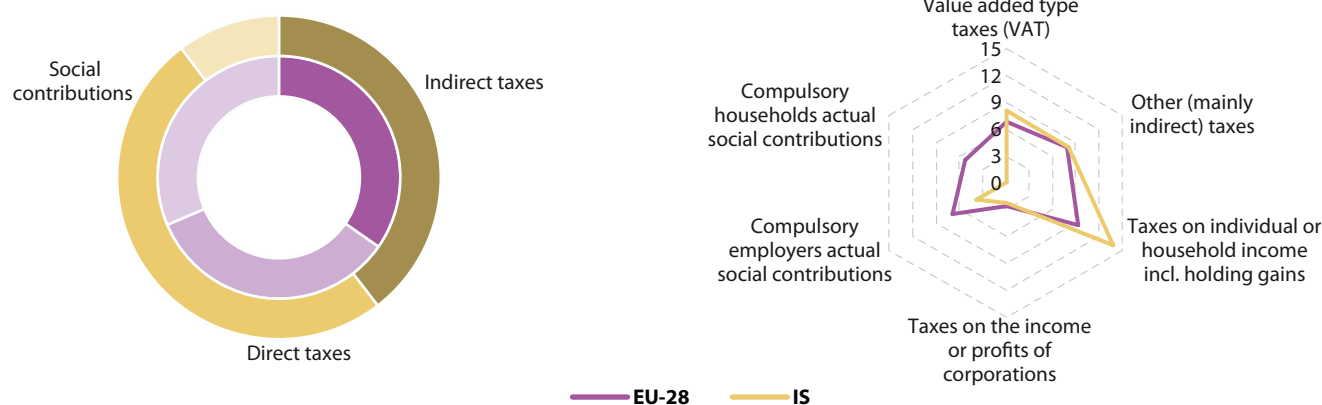 Social
contributions
Indirect taxes
Direct taxes
Value added type
taxes (VAT)
15
12
9
6
3
0
Other (mainly
indirect) taxes
Taxes on individual or
household income
incl. holding gains
Taxes on the income
or profits of
corporations
Compulsory
employers actual
social contributions
Compulsory
households actual
social contributions
EU-28
IS